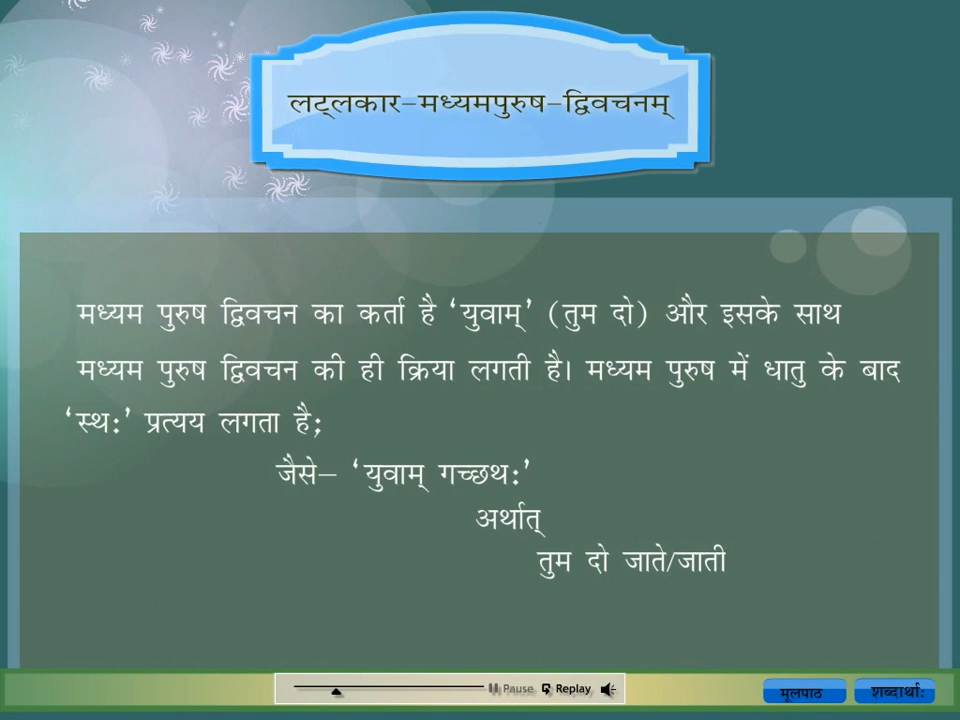 लट्लकार-मध्यमपुरुष-द्विवचनम्
मध्यम पुरुष द्विवचन का कर्ता है ‘युवाम्’ (तुम दो) और इसके साथ
मध्यम पुरुष द्विवचन की ही क्रिया लगती है। मध्यम पुरुष में धातु के बाद
‘स्थः’ प्रत्यय लगता है;
जैसे– ‘युवाम् गच्छथः’
अर्थात्
तुम दो जाते/जाती
Pause Replay
मूलपाठ शब्दार्थाः